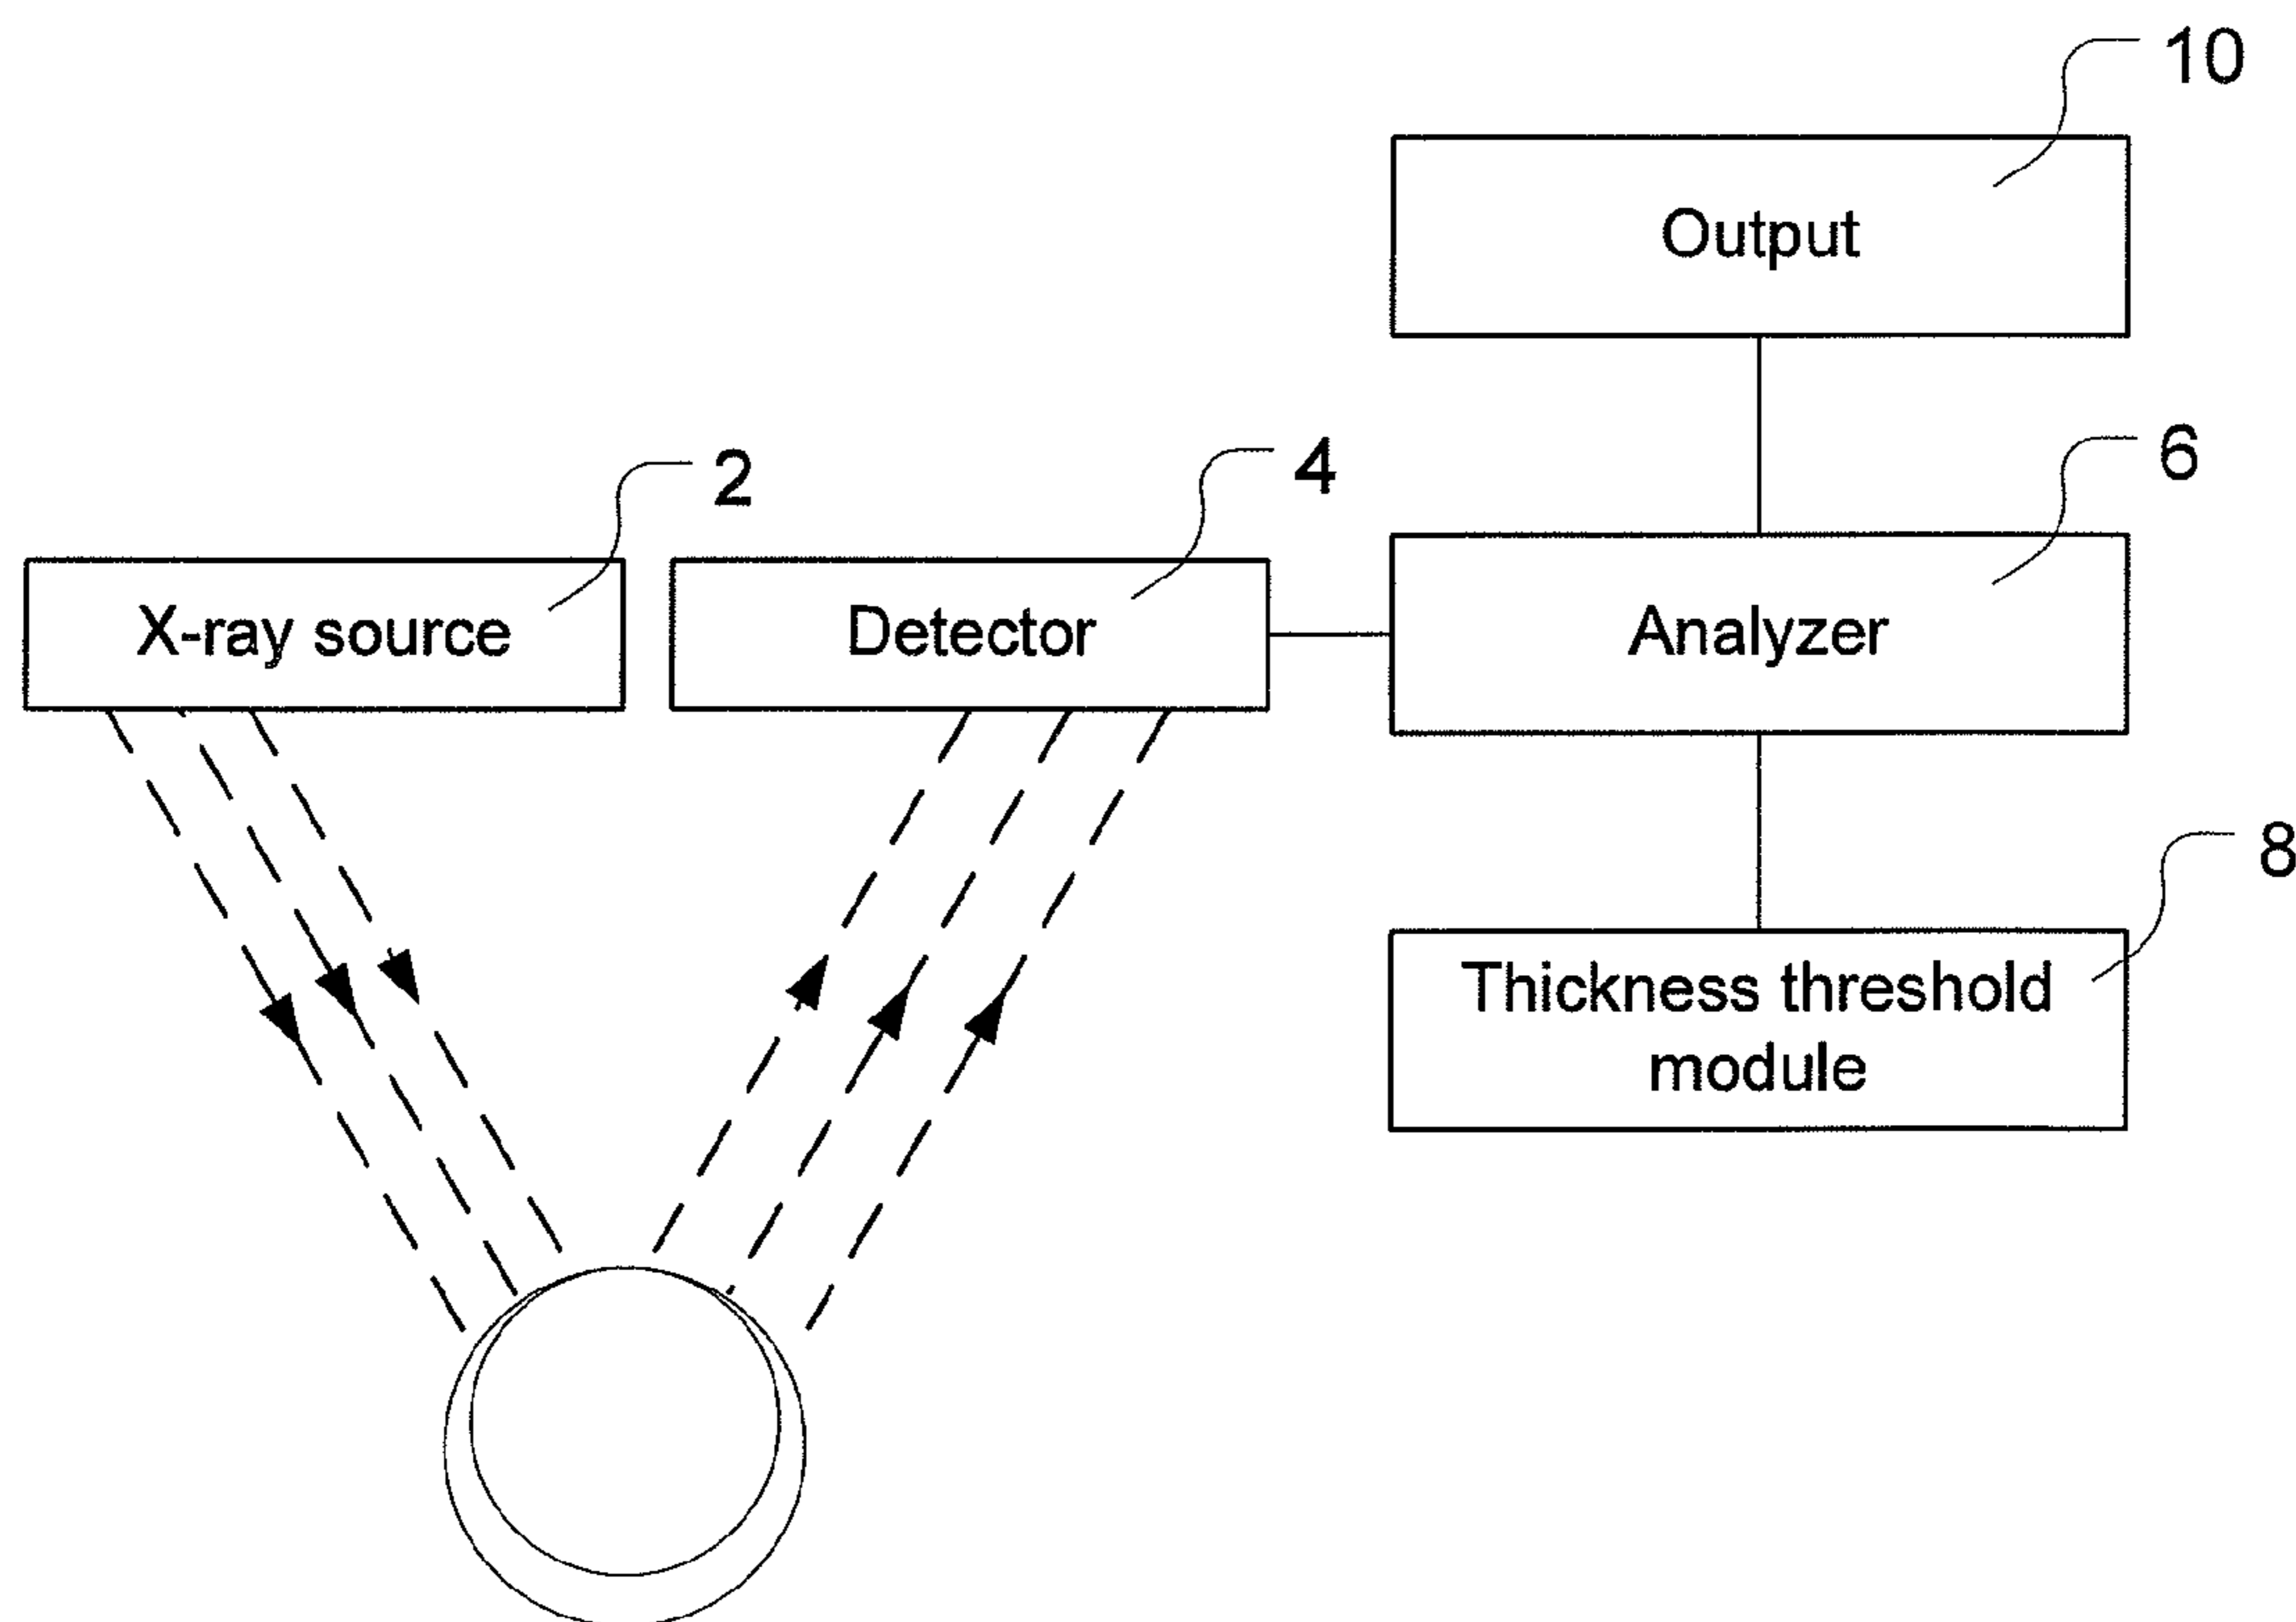 10
Output
2
4
6
X-ray source
Detector
Analyzer
8
Thickness threshold
module